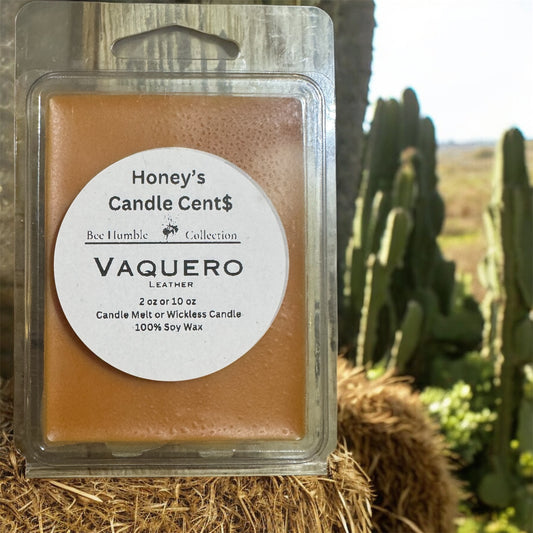 Honey's
Candle Cent$
Bee Humble Collection
VAQUERO
LEATHER
2 oz or 10 oz
Candle Melt or Wickless Candle
100% Soy Wax